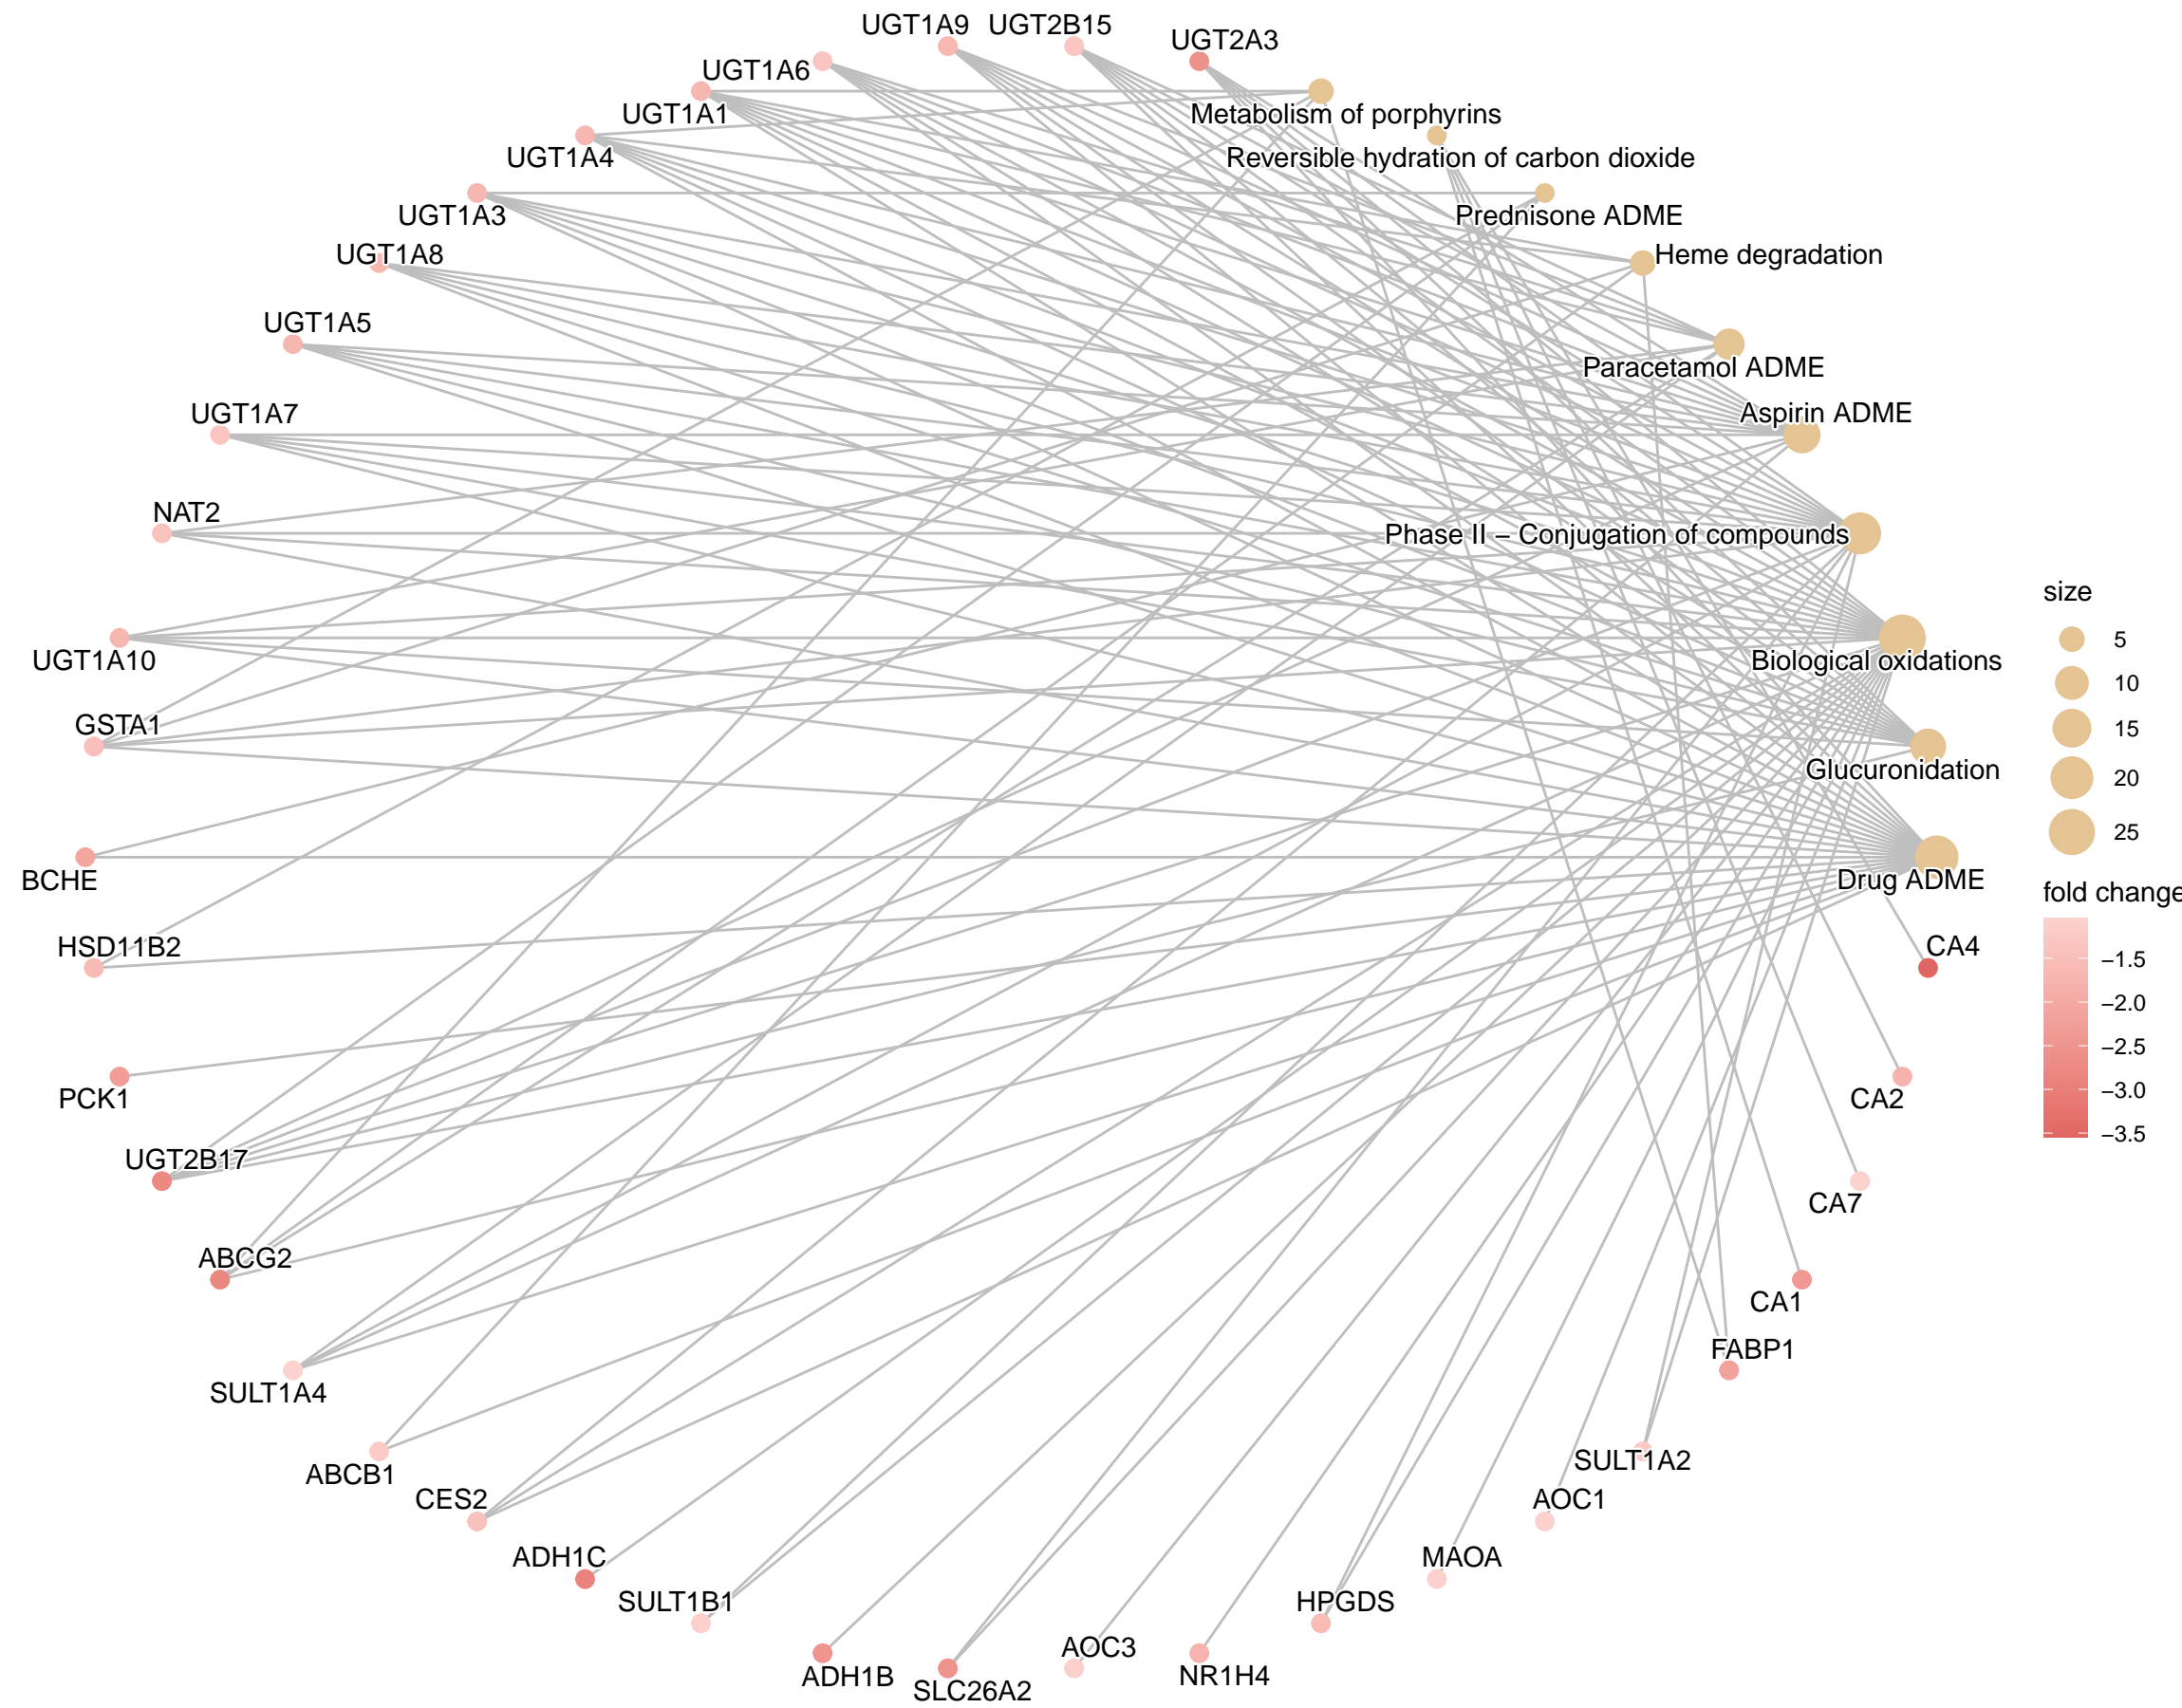 UGT1A9 UGT2B15
UGT2A3
UGT1A6
UGT1A1
Metabolism of porphyrins
UGT1A4
Reversible hydration of carbon dioxide
UGT1A3
Prednisone ADME
UGT1A8
Heme degradation
UGT1A5
Paracetamol ADME
UGT1A7
Aspirin ADME
NAT2
Phase II – Conjugation of compounds
size
5
UGT1A10
Biological oxidations
10
GSTA1
15
Glucuronidation
20
25
BCHE
Drug ADME
fold change
HSD11B2
CA4
−1.5
−2.0
−2.5
PCK1
CA2
−3.0
−3.5
UGT2B17
CA7
ABCG2
CA1
FABP1
SULT1A4
SULT1A2
ABCB1
CES2
AOC1
ADH1C
MAOA
SULT1B1
HPGDS
AOC3
ADH1B
NR1H4
SLC26A2